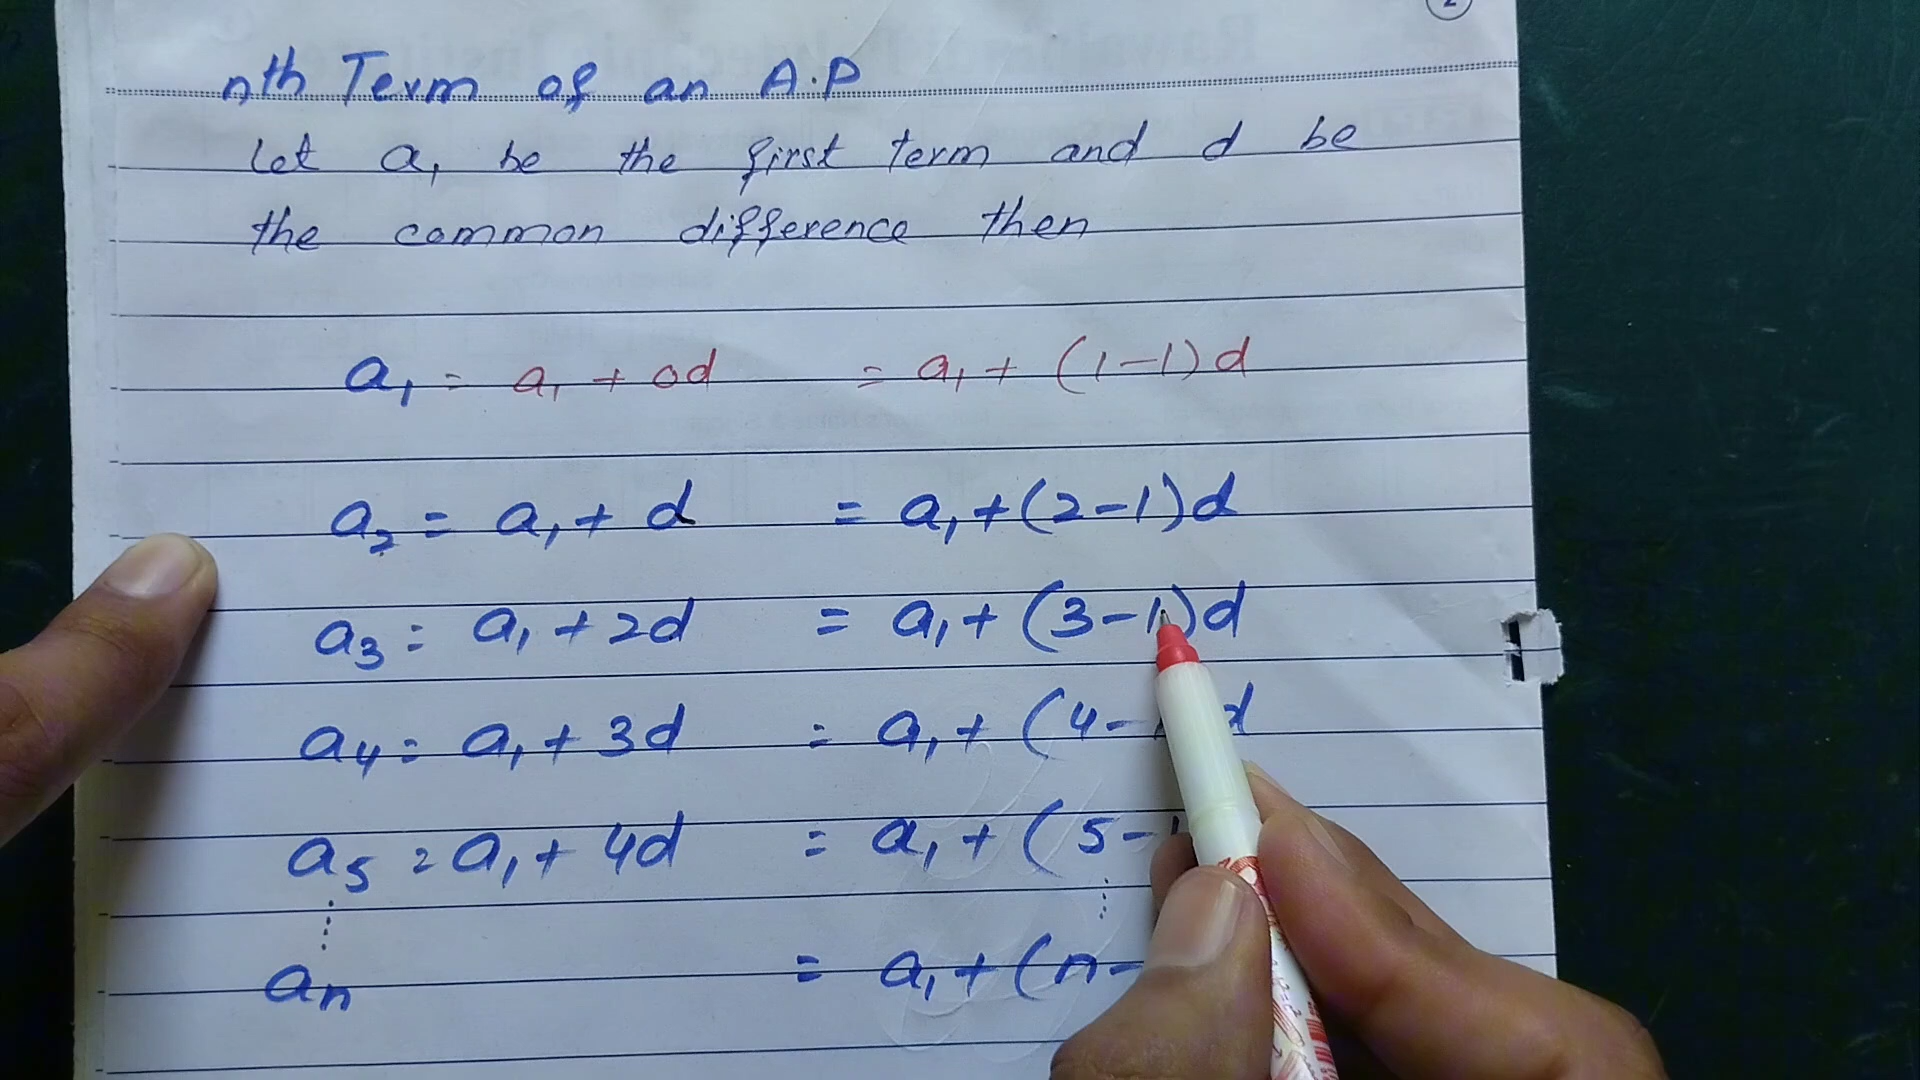 2
nth Term of an A.P
Let a₁ be the first term and d be
the common difference then
a₁ = a₁ + 0d = a₁ + (1-1)d
a₂ = a₁ + d = a₁ + (2-1)d
a₃ = a₁ + 2d = a₁ + (3-1)d
a₄ = a₁ + 3d = a₁ + (4- d
a₅ = a₁ + 4d = a₁ + (5-
aₙ = a₁ + (n-